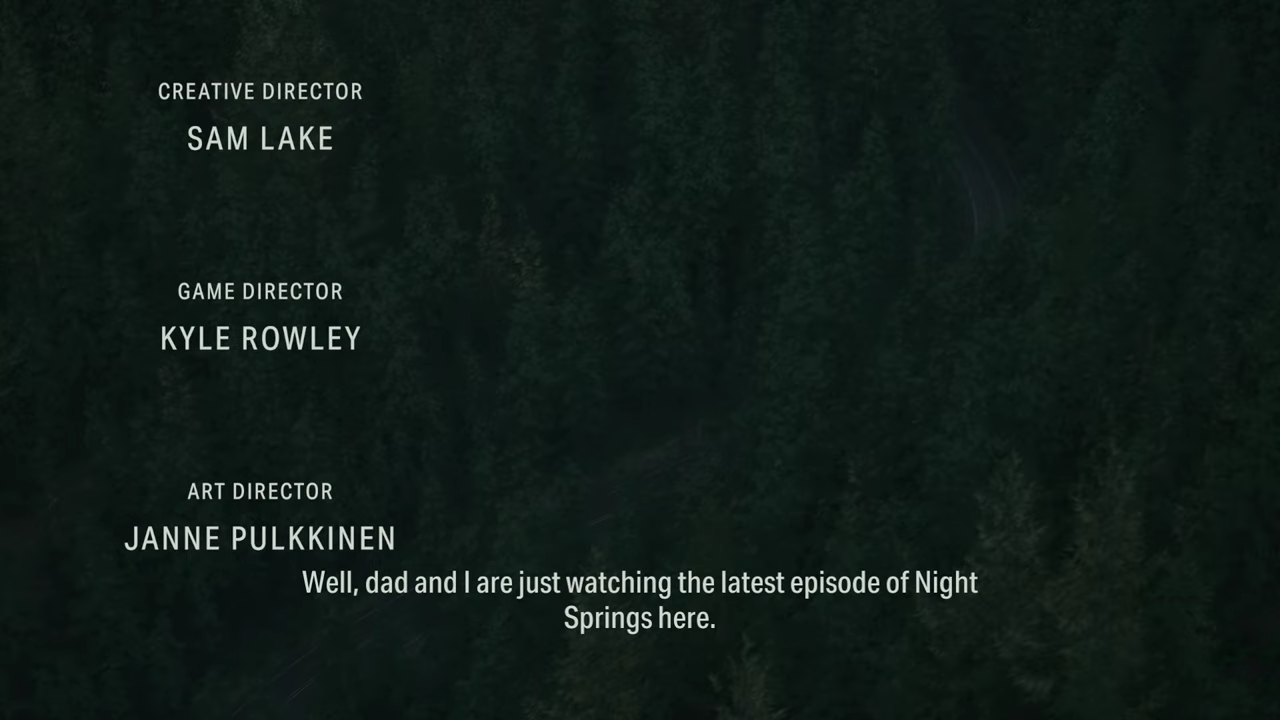 CREATIVE DIRECTOR
SAM LAKE
GAME DIRECTOR
KYLE ROWLEY
ART DIRECTOR
JANNE PULKKINEN
Well, dad and I are just watching the latest episode of Night
Springs here.